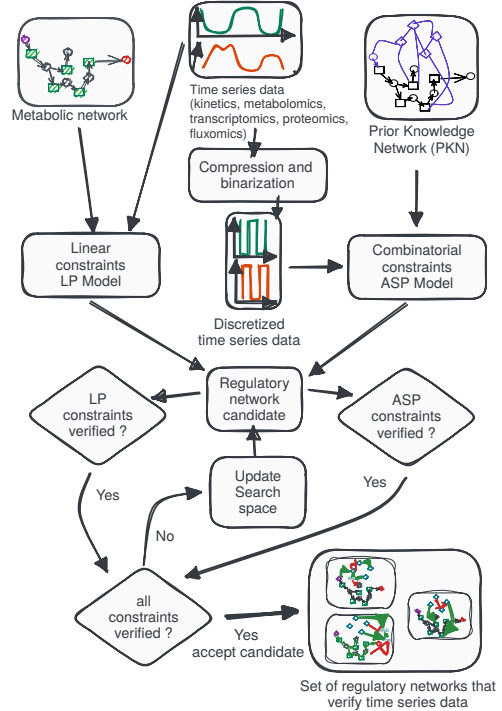 Metabolic network
Time series data
(kinetics, metabolomics,
transcriptomics, proteomics,
fluxomics)
Prior Knowledge
Network (PKN)
Compression and
binarization
Linear
constraints
LP Model
Combinatorial
constraints
ASP Model
Discretized
time series data
LP
constraints
verified ?
Regulatory
network
candidate
ASP
constraints
verified ?
Update
Search
space
Yes
No
Yes
all
constraints
verified ?
Yes
accept candidate
Set of regulatory networks that
verify time series data